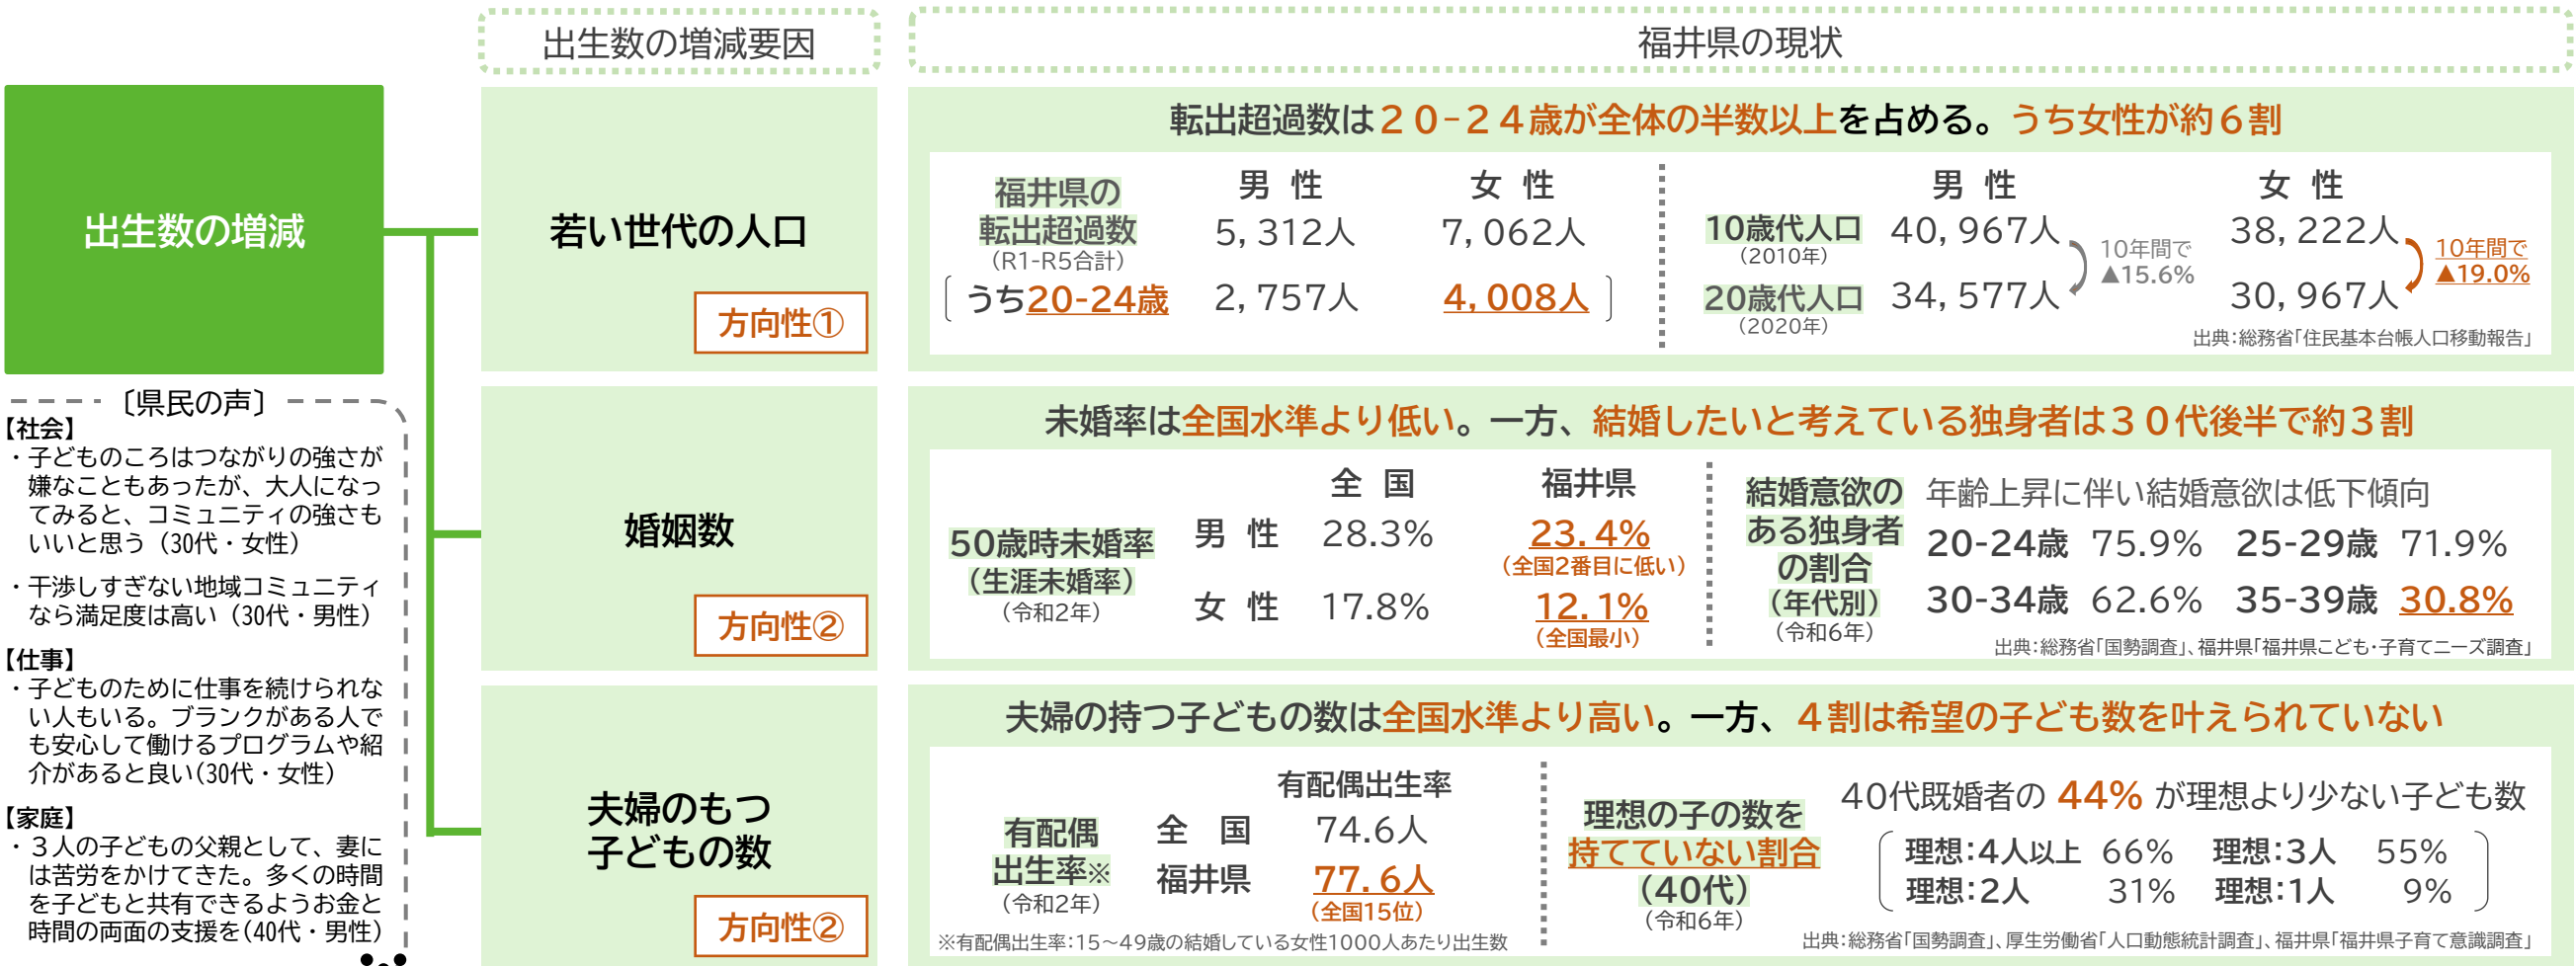 出生数の増減要因
福井県の現状
出生数の増減
若い世代の人口
方向性①
転出超過数は２０-２４歳が全体の半数以上を占める。うち女性が約６割
福井県の
転出超過数
（R1-R5合計）
男 性
女 性
5,312人
7,062人
うち20-24歳
2,757人
4,008人
男 性
女 性
10歳代人口
（2010年）
40,967人
38,222人
10年間で
▲15.6%
10年間で
▲19.0%
20歳代人口
（2020年）
34,577人
30,967人
出典：総務省「住民基本台帳人口移動報告」
〔県民の声〕
【社会】
・子どものころはつながりの強さが
嫌なこともあったが、大人になっ
てみると、コミュニティの強さも
いいと思う（30代・女性）
・干渉しすぎない地域コミュニティ
なら満足度は高い（30代・男性）
【仕事】
・子どものために仕事を続けられな
い人もいる。ブランクがある人で
も安心して働けるプログラムや紹
介があると良い(30代・女性）
【家庭】
・３人の子どもの父親として、妻に
は苦労をかけてきた。多くの時間
を子どもと共有できるようお金と
時間の両面の支援を(40代・男性）
婚姻数
方向性②
未婚率は全国水準より低い。一方、結婚したいと考えている独身者は３０代後半で約３割
全 国
福井県
50歳時未婚率
（生涯未婚率）
（令和2年）
男 性
28.3%
23.4%
（全国2番目に低い）
女 性
17.8%
12.1%
（全国最小）
結婚意欲の
ある独身者
の割合
（年代別）
（令和6年）
年齢上昇に伴い結婚意欲は低下傾向
20-24歳 75.9% 25-29歳 71.9%
30-34歳 62.6% 35-39歳 30.8%
出典：総務省「国勢調査」、福井県「福井県こども・子育てニーズ調査」
夫婦のもつ
子どもの数
方向性②
夫婦の持つ子どもの数は全国水準より高い。一方、４割は希望の子ども数を叶えられていない
有配偶出生率
有配偶
出生率※
（令和2年）
全 国
74.6人
福井県
77.6人
（全国15位）
※有配偶出生率：15～49歳の結婚している女性1000人あたり出生数
理想の子の数を
持てていない割合
（40代）
（令和6年）
40代既婚者の 44% が理想より少ない子ども数
理想：4人以上 66% 理想：3人 55%
理想：2人 31% 理想：1人 9%
出典：総務省「国勢調査」、厚生労働省「人口動態統計調査」、福井県「福井県子育て意識調査」